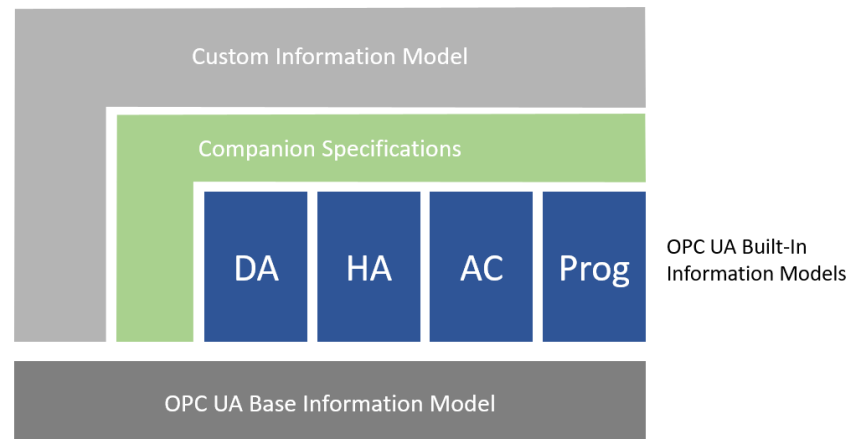 Custom Information Model
Companion Specifications
DA
HA
AC
Prog
OPC UA Built-In
Information Models
OPC UA Base Information Model